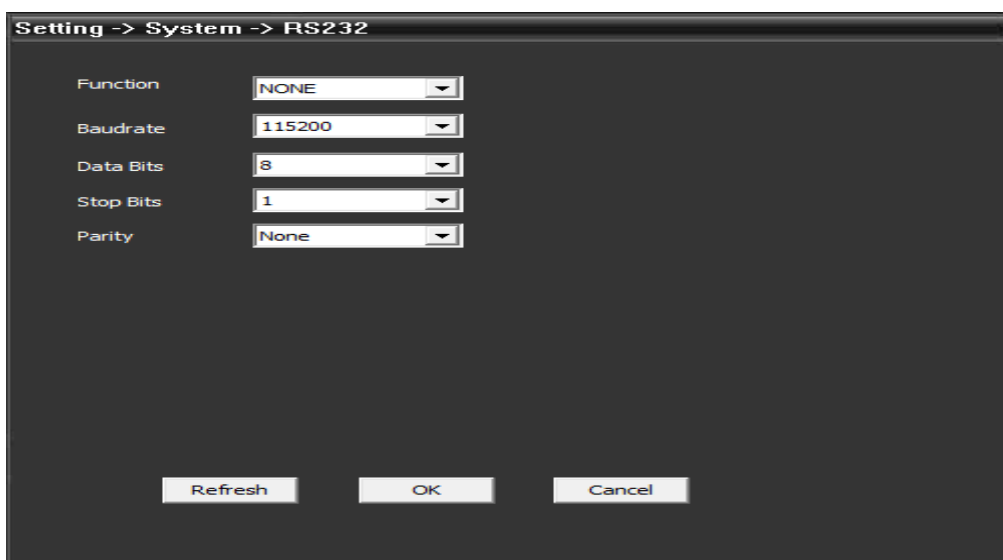 Setting -> System -> RS232
Function NONE
Baudrate 115200
Data Bits 8
Stop Bits 1
Parity None
Refresh OK Cancel